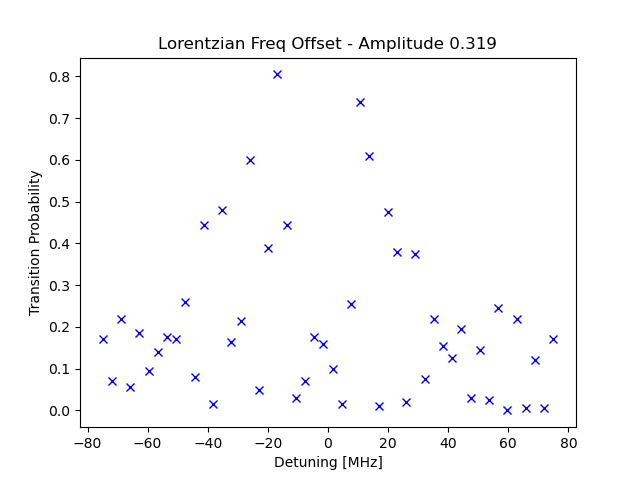 Lorentzian Freq Offset - Amplitude 0.319
Transition Probability
0.8
0.7
0.6
0.5
0.4
0.3
0.2
0.1
0.0
−80 −60 −40 −20 0 20 40 60 80
Detuning [MHz]